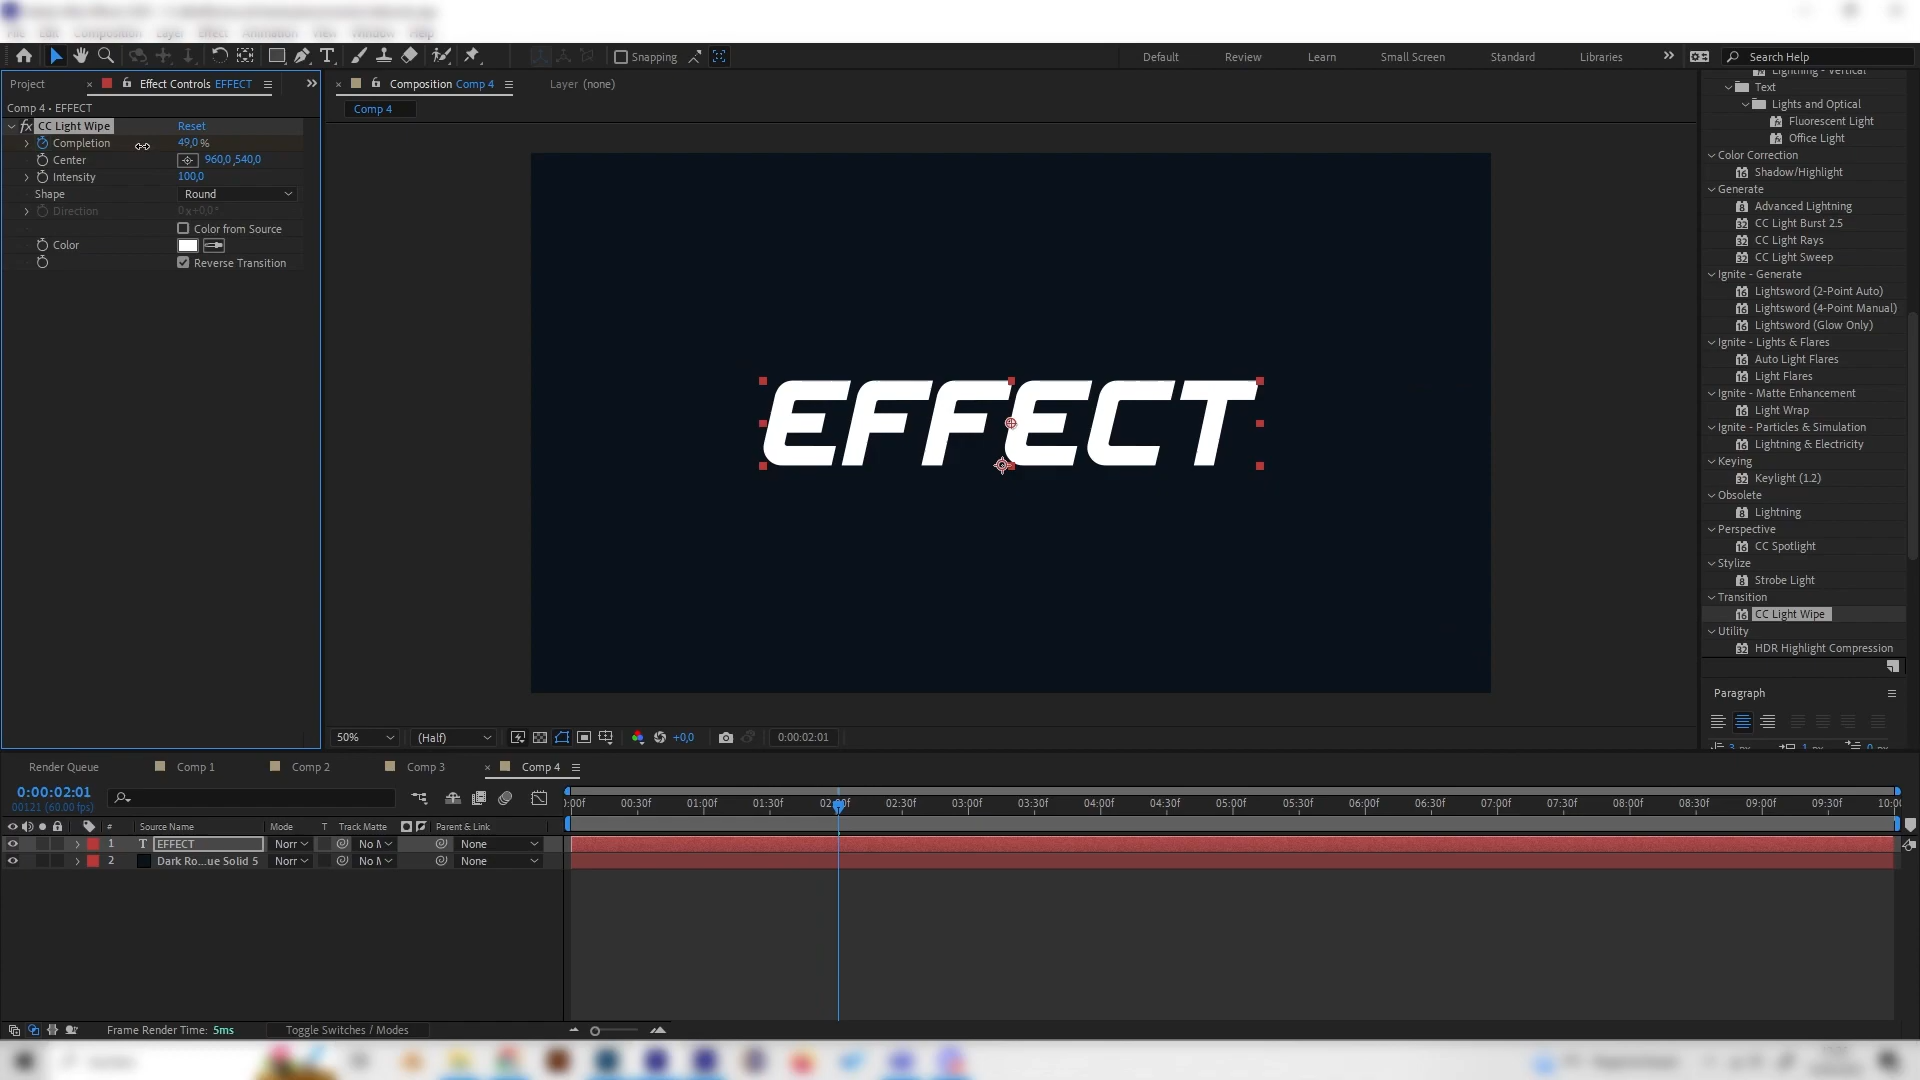 Snapping
Default
Review
Learn
Small Screen
Standard
Libraries
Search Help
Project
Effect Controls EFFECT
Composition Comp 4
Layer (none)
Comp 4 • EFFECT
Comp 4
fx CC Light Wipe Reset
Completion 49,0 %
Center 960,0,540,0
Intensity 100,0
Shape Round
Direction 0x+0,0°
Color from Source
Color
Reverse Transition
EFFECT
Lightning - Vertical
Text
Lights and Optical
Fluorescent Light
Office Light
Color Correction
Shadow/Highlight
Generate
Advanced Lightning
CC Light Burst 2.5
CC Light Rays
CC Light Sweep
Ignite - Generate
Lightsword (2-Point Auto)
Lightsword (4-Point Manual)
Lightsword (Glow Only)
Ignite - Lights & Flares
Auto Light Flares
Light Flares
Ignite - Matte Enhancement
Light Wrap
Ignite - Particles & Simulation
Lightning & Electricity
Keying
Keylight (1.2)
Obsolete
Lightning
Perspective
CC Spotlight
Stylize
Strobe Light
Transition
CC Light Wipe
Utility
HDR Highlight Compression
Paragraph
50% (Half) +0,0 0:00:02:01
Render Queue Comp 1 Comp 2 Comp 3 Comp 4
0:00:02:01
00121 (60.00 fps)
:00f 00:30f 01:00f 01:30f 02:00f 02:30f 03:00f 03:30f 04:00f 04:30f 05:00f 05:30f 06:00f 06:30f 07:00f 07:30f 08:00f 08:30f 09:00f 09:30f 10:0
# Source Name Mode T Track Matte Parent & Link
1 T EFFECT Norr No M None
2 Dark Ro...ue Solid 5 Norr No M None
Frame Render Time: 5ms Toggle Switches / Modes